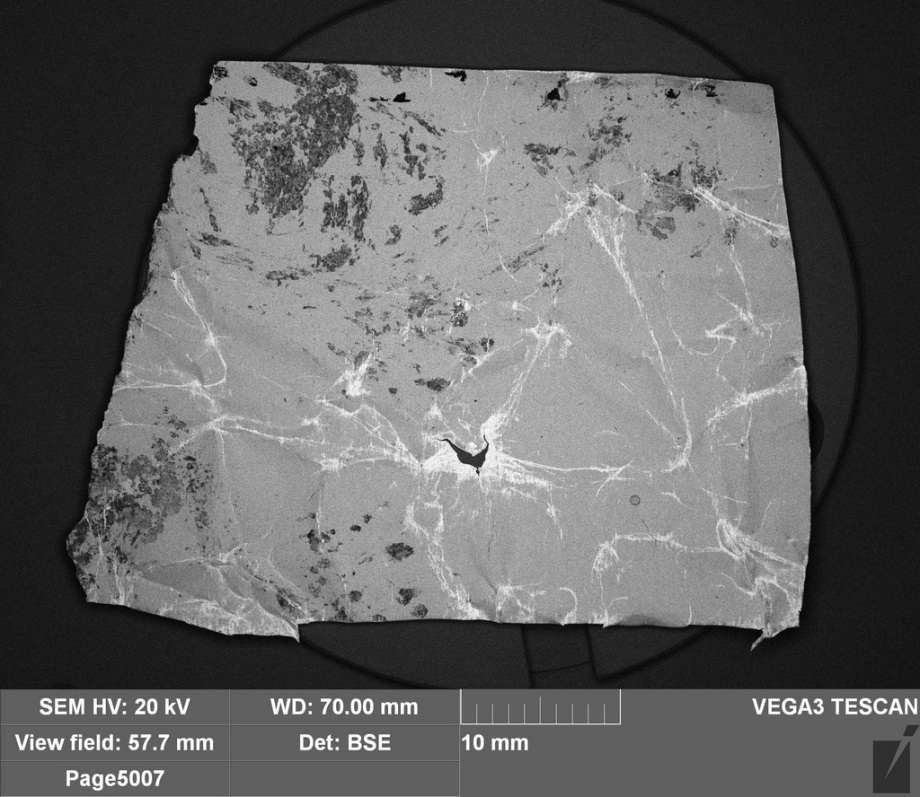 SEM HV: 20 kV
WD: 70.00 mm
VEGA3 TESCAN
View field: 57.7 mm
Det: BSE
10 mm
Page5007